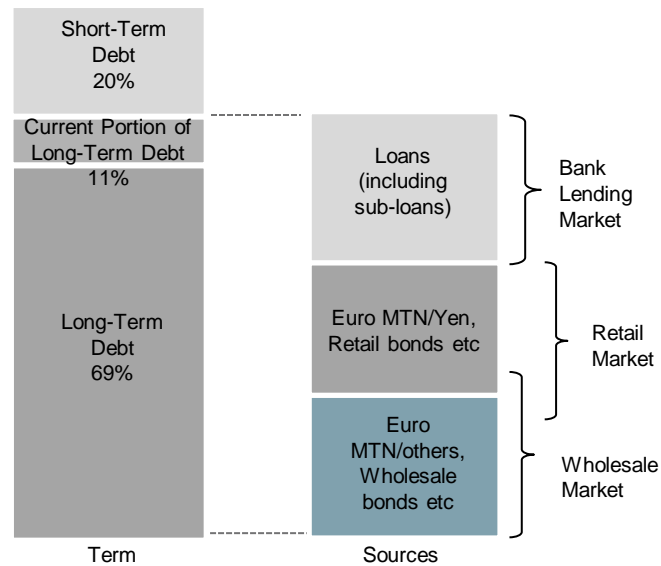 Short-Term
Debt
20%
Current Portion of
Long-Term Debt
11%
Long-Term
Debt
69%
Term
Loans
(including
sub-loans)
Euro MTN/Yen,
Retail bonds etc
Euro
MTN/others,
Wholesale
bonds etc
Sources
Bank
Lending
Market
Retail
Market
Wholesale
Market